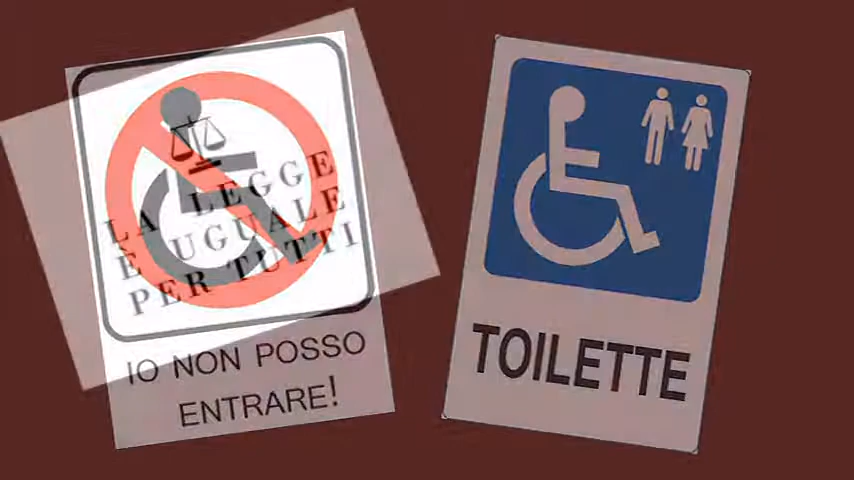 LA LEGGE
È UGUALE
PER TUTTI
IO NON POSSO
ENTRARE!
TOILETTE